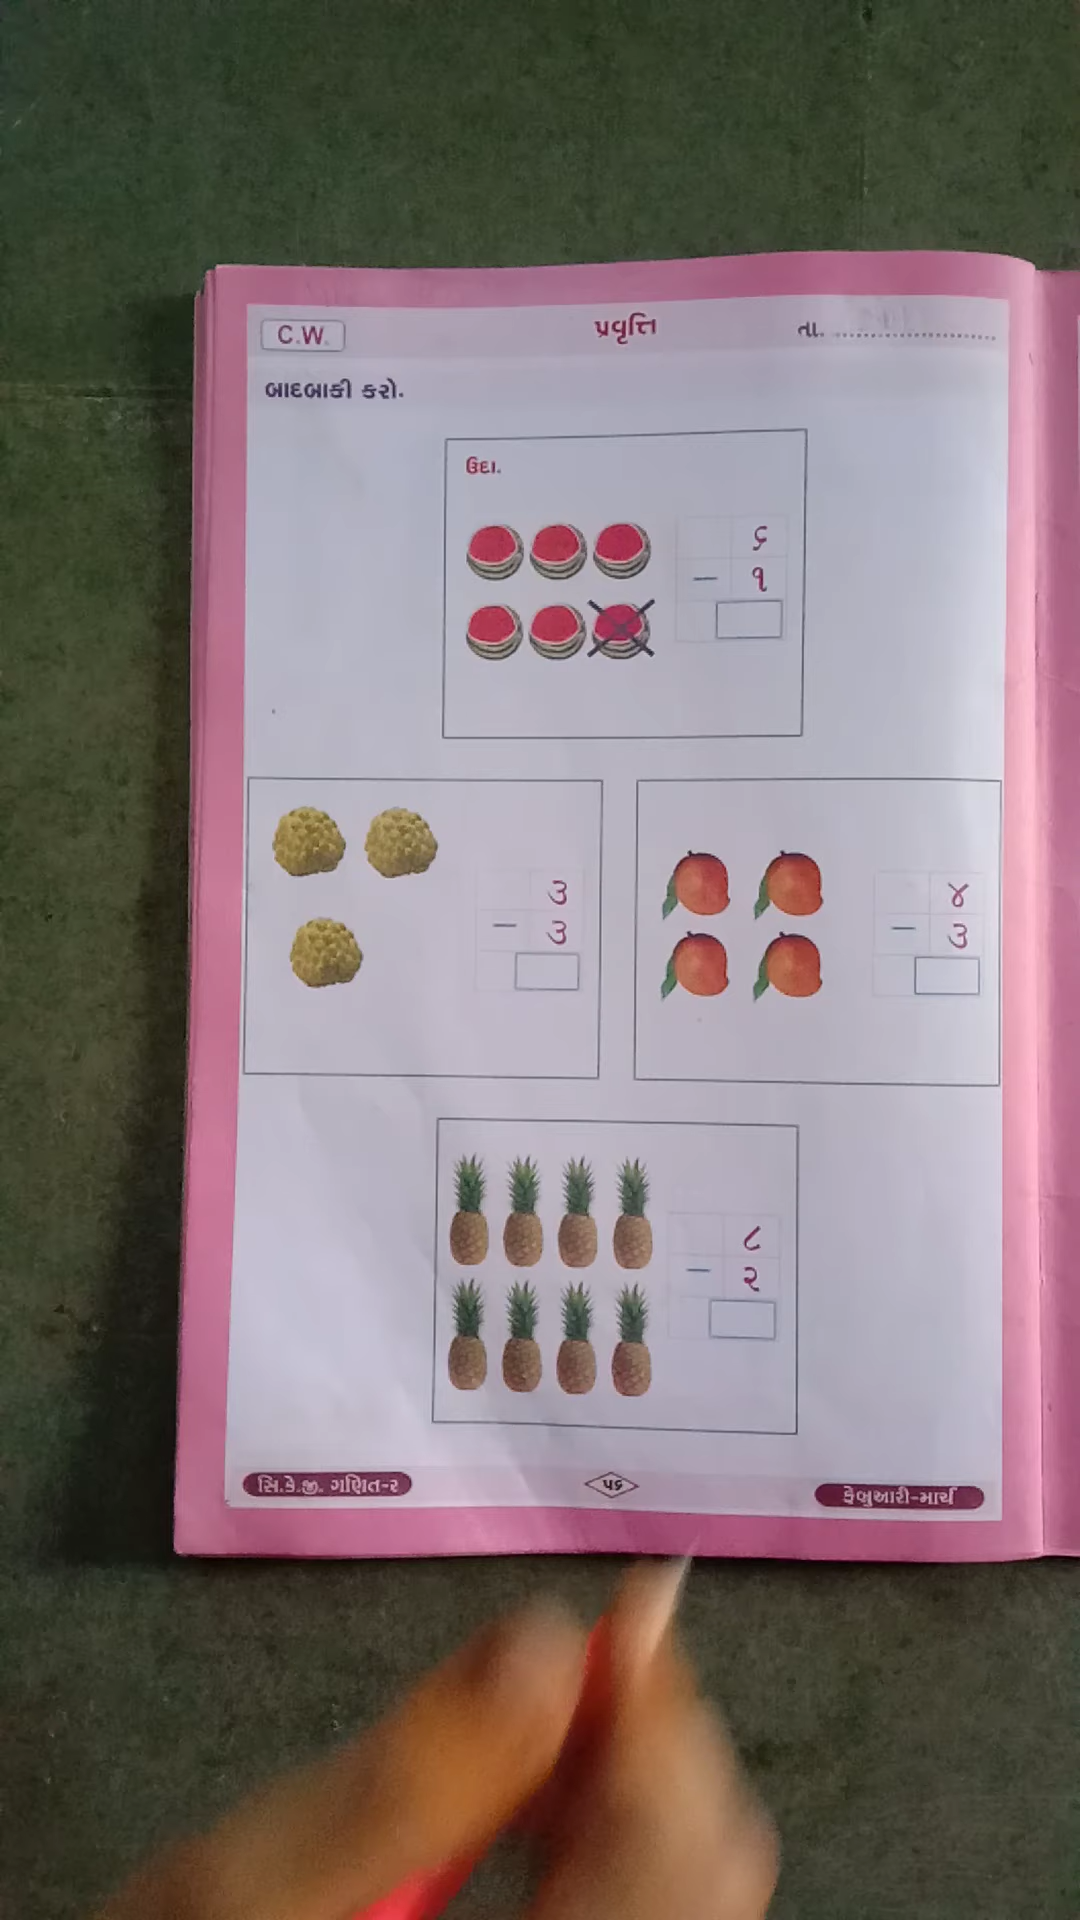 C.W.
પ્રવૃત્તિ
તા. ..............................
બાદબાકી કરો.
ઉદા.
૬
– ૧
૩
– ૩
૪
– ૩
૮
– ૨
સિ.કે.જી. ગણિત-૨
૫૬
ફેબ્રુઆરી-માર્ચ